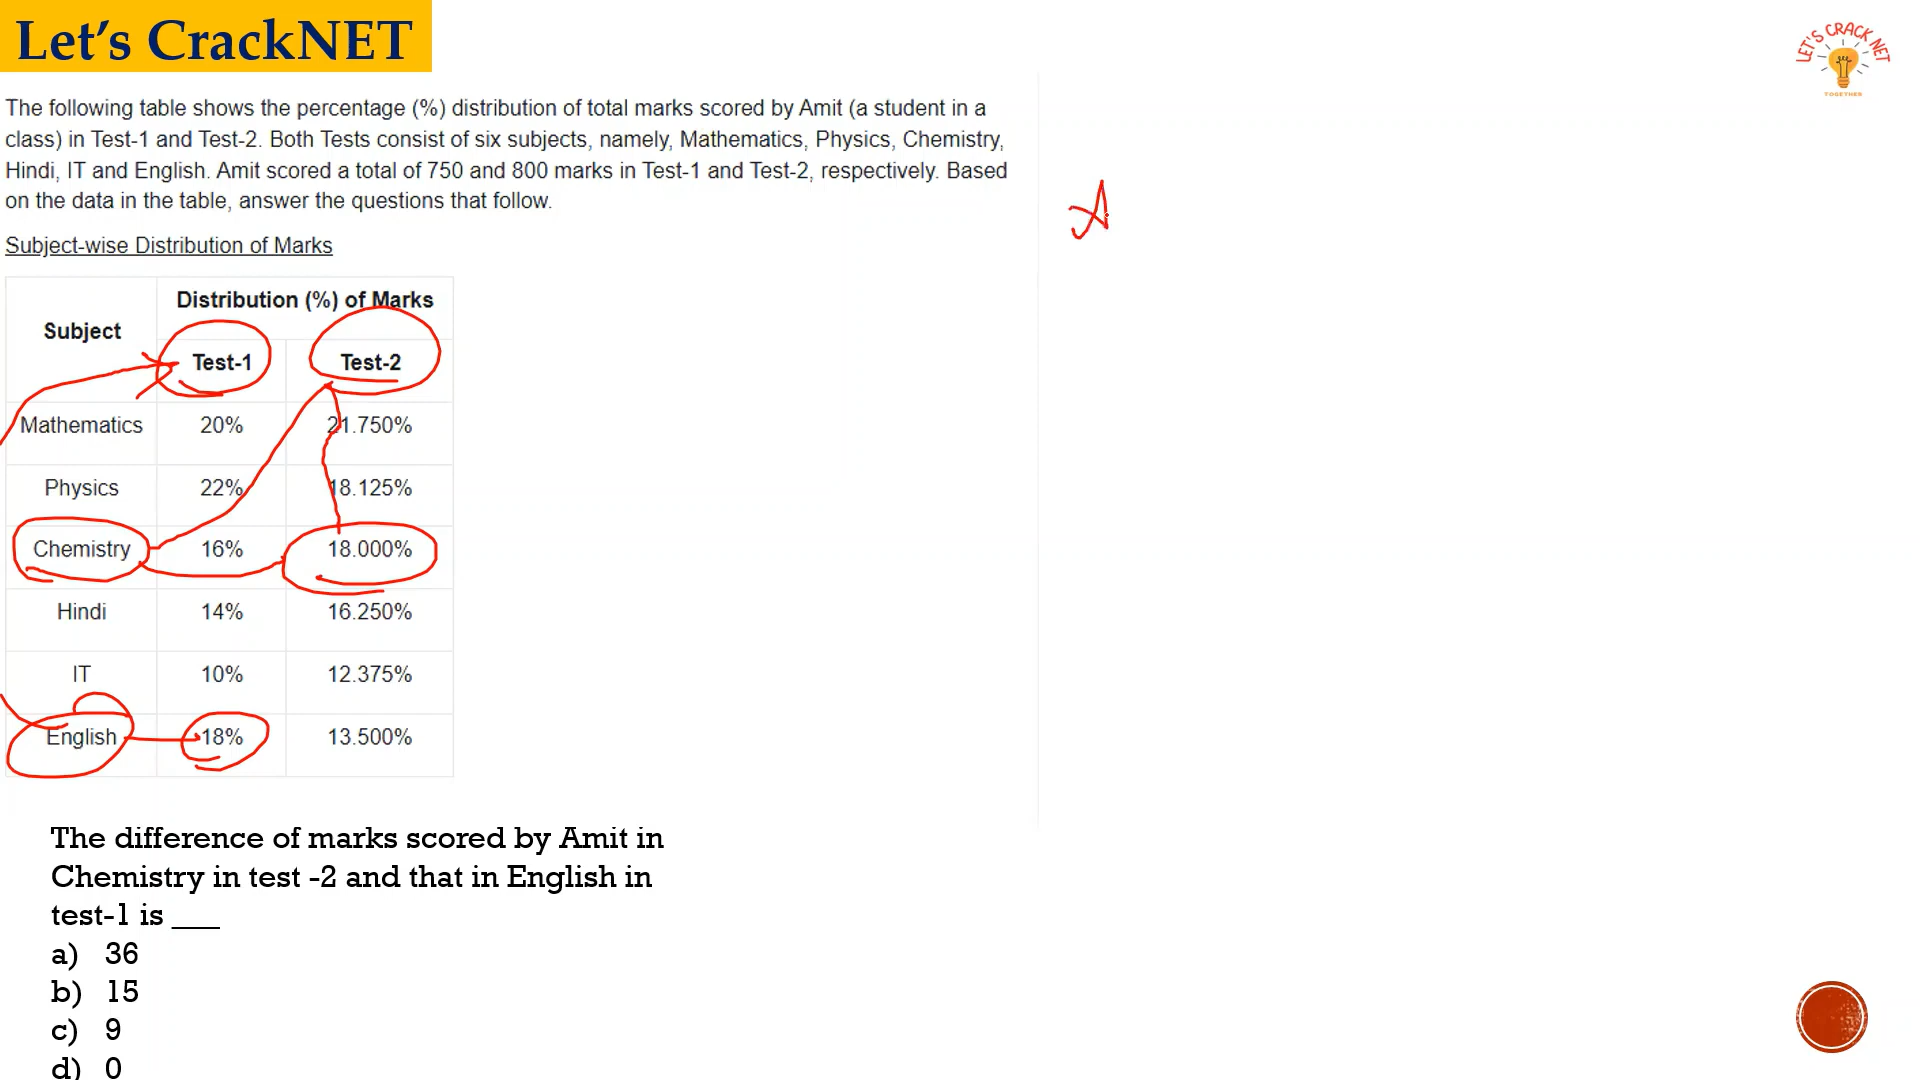 Let's CrackNET
LET'S CRACK NET
TOGETHER
The following table shows the percentage (%) distribution of total marks scored by Amit (a student in a
class) in Test-1 and Test-2. Both Tests consist of six subjects, namely, Mathematics, Physics, Chemistry,
Hindi, IT and English. Amit scored a total of 750 and 800 marks in Test-1 and Test-2, respectively. Based
on the data in the table, answer the questions that follow.
A
Subject-wise Distribution of Marks
Subject Distribution (%) of Marks
Test-1 Test-2
Mathematics 20% 21.750%
Physics 22% 18.125%
Chemistry 16% 18.000%
Hindi 14% 16.250%
IT 10% 12.375%
English 18% 13.500%
The difference of marks scored by Amit in
Chemistry in test -2 and that in English in
test-1 is ___
a) 36
b) 15
c) 9
d) 0